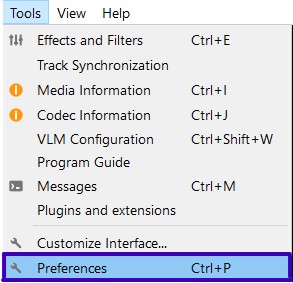 Tools View Help
Effects and Filters Ctrl+E
Track Synchronization
Media Information Ctrl+I
Codec Information Ctrl+J
VLM Configuration Ctrl+Shift+W
Program Guide
Messages Ctrl+M
Plugins and extensions
Customize Interface...
Preferences Ctrl+P